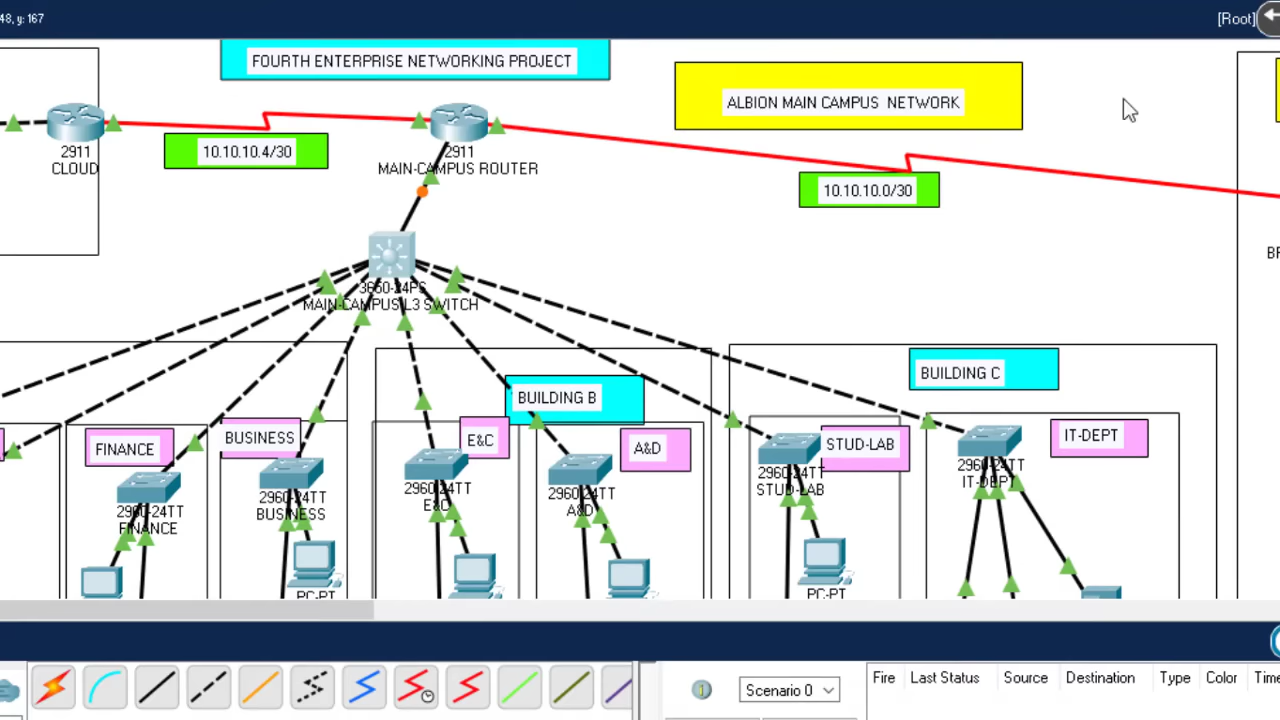 48, y: 167
[Root]
FOURTH ENTERPRISE NETWORKING PROJECT
ALBION MAIN CAMPUS NETWORK
2911
CLOUD
10.10.10.4/30
2911
MAIN-CAMPUS ROUTER
10.10.10.0/30
BR
3650-24PS
MAIN-CAMPUS L3 SWITCH
BUILDING B
BUILDING C
FINANCE
BUSINESS
E&C
A&D
STUD-LAB
IT-DEPT
2960-24TT
FINANCE
2960-24TT
BUSINESS
2960-24TT
E&C
2960-24TT
A&D
2960-24TT
STUD-LAB
2960-24TT
IT-DEPT
PC-PT
PC-PT
Scenario 0
Fire Last Status Source Destination Type Color Time